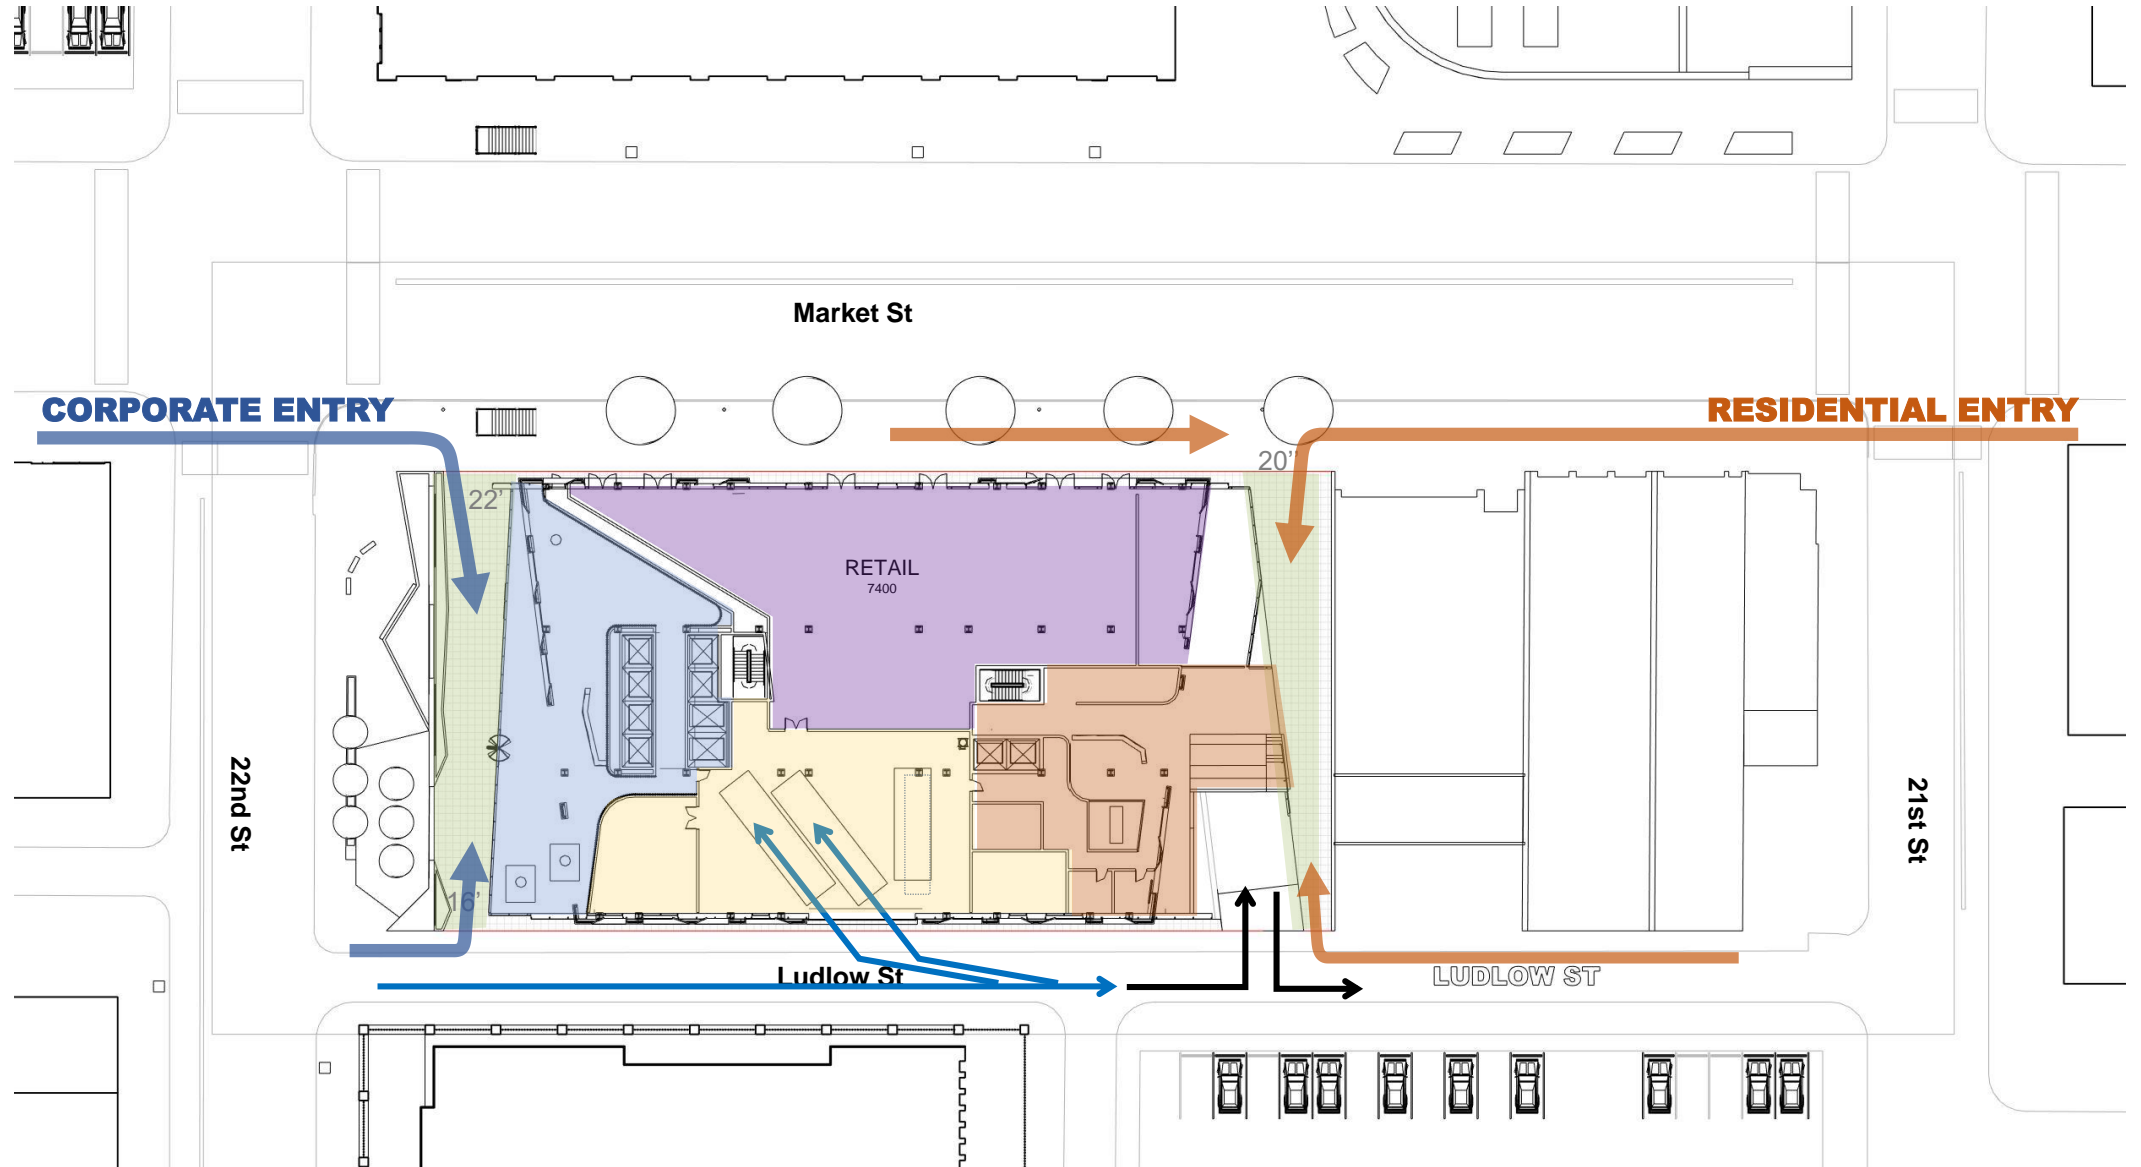 Market St
CORPORATE ENTRY
RESIDENTIAL ENTRY
20"
22'
RETAIL
7400
22nd St
21st St
16'
Ludlow St
LUDLOW ST